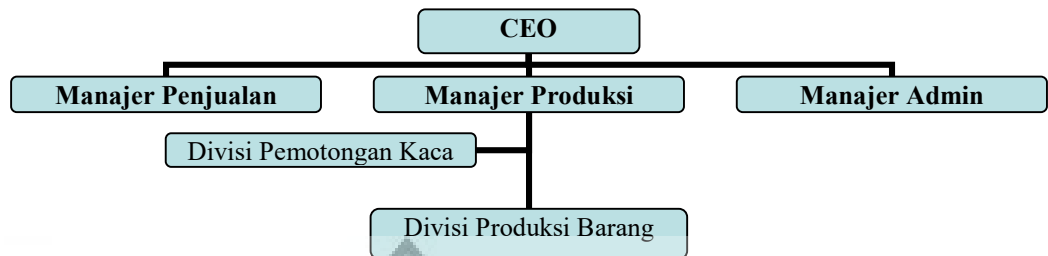 CEO
Manajer Penjualan
Manajer Produksi
Manajer Admin
Divisi Pemotongan Kaca
Divisi Produksi Barang